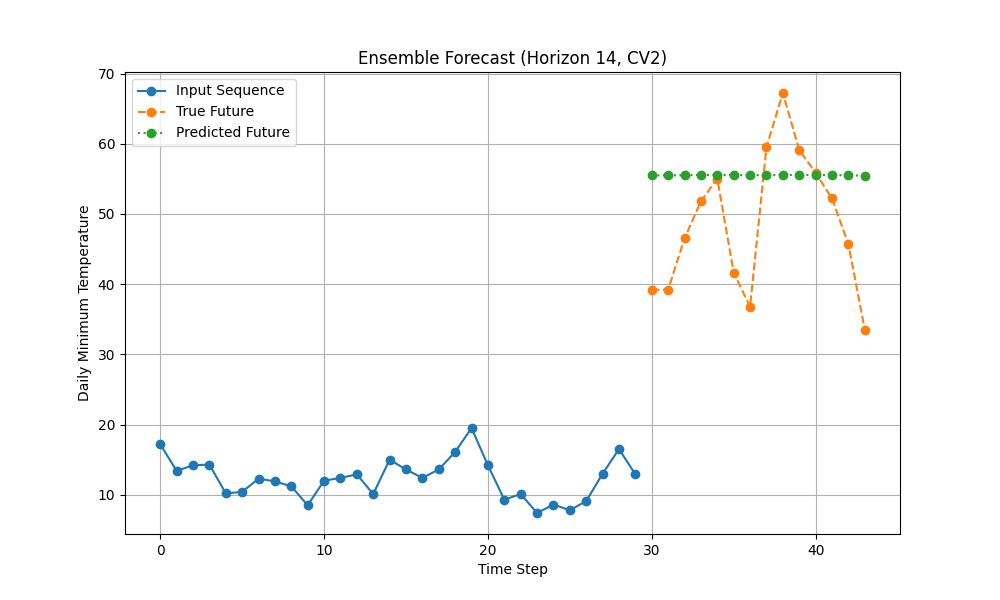 Ensemble Forecast (Horizon 14, CV2)
Input Sequence
True Future
Predicted Future
Daily Minimum Temperature
70
60
50
40
30
20
10
0 10 20 30 40
Time Step